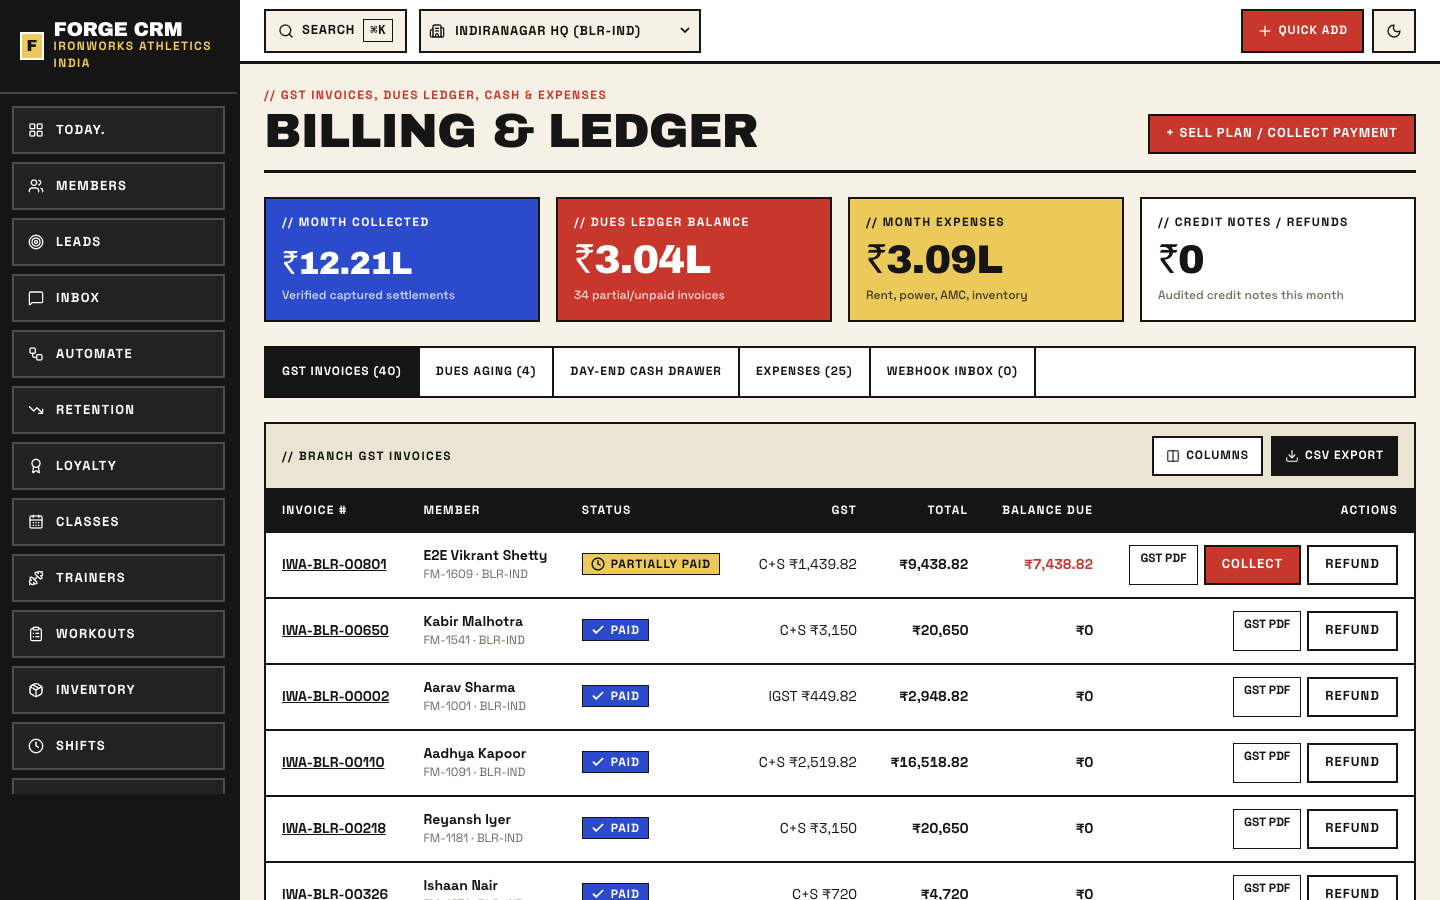 F
FORGE CRM
IRONWORKS ATHLETICS
INDIA
TODAY.
MEMBERS
LEADS
INBOX
AUTOMATE
RETENTION
LOYALTY
CLASSES
TRAINERS
WORKOUTS
INVENTORY
SHIFTS
SEARCH ⌘K
INDIRANAGAR HQ (BLR-IND)
+ QUICK ADD
// GST INVOICES, DUES LEDGER, CASH & EXPENSES
BILLING & LEDGER
+ SELL PLAN / COLLECT PAYMENT
// MONTH COLLECTED
₹12.21L
Verified captured settlements
// DUES LEDGER BALANCE
₹3.04L
34 partial/unpaid invoices
// MONTH EXPENSES
₹3.09L
Rent, power, AMC, inventory
// CREDIT NOTES / REFUNDS
₹0
Audited credit notes this month
GST INVOICES (40) DUES AGING (4) DAY-END CASH DRAWER EXPENSES (25) WEBHOOK INBOX (0)
// BRANCH GST INVOICES COLUMNS CSV EXPORT
INVOICE # MEMBER STATUS GST TOTAL BALANCE DUE ACTIONS
IWA-BLR-00801 E2E Vikrant Shetty PARTIALLY PAID C+S ₹1,439.82 ₹9,438.82 ₹7,438.82 GST PDF COLLECT REFUND
FM-1609 · BLR-IND
IWA-BLR-00650 Kabir Malhotra PAID C+S ₹3,150 ₹20,650 ₹0 GST PDF REFUND
FM-1541 · BLR-IND
IWA-BLR-00002 Aarav Sharma PAID IGST ₹449.82 ₹2,948.82 ₹0 GST PDF REFUND
FM-1001 · BLR-IND
IWA-BLR-00110 Aadhya Kapoor PAID C+S ₹2,519.82 ₹16,518.82 ₹0 GST PDF REFUND
FM-1091 · BLR-IND
IWA-BLR-00218 Reyansh Iyer PAID C+S ₹3,150 ₹20,650 ₹0 GST PDF REFUND
FM-1181 · BLR-IND
IWA-BLR-00326 Ishaan Nair PAID C+S ₹720 ₹4,720 ₹0 GST PDF REFUND